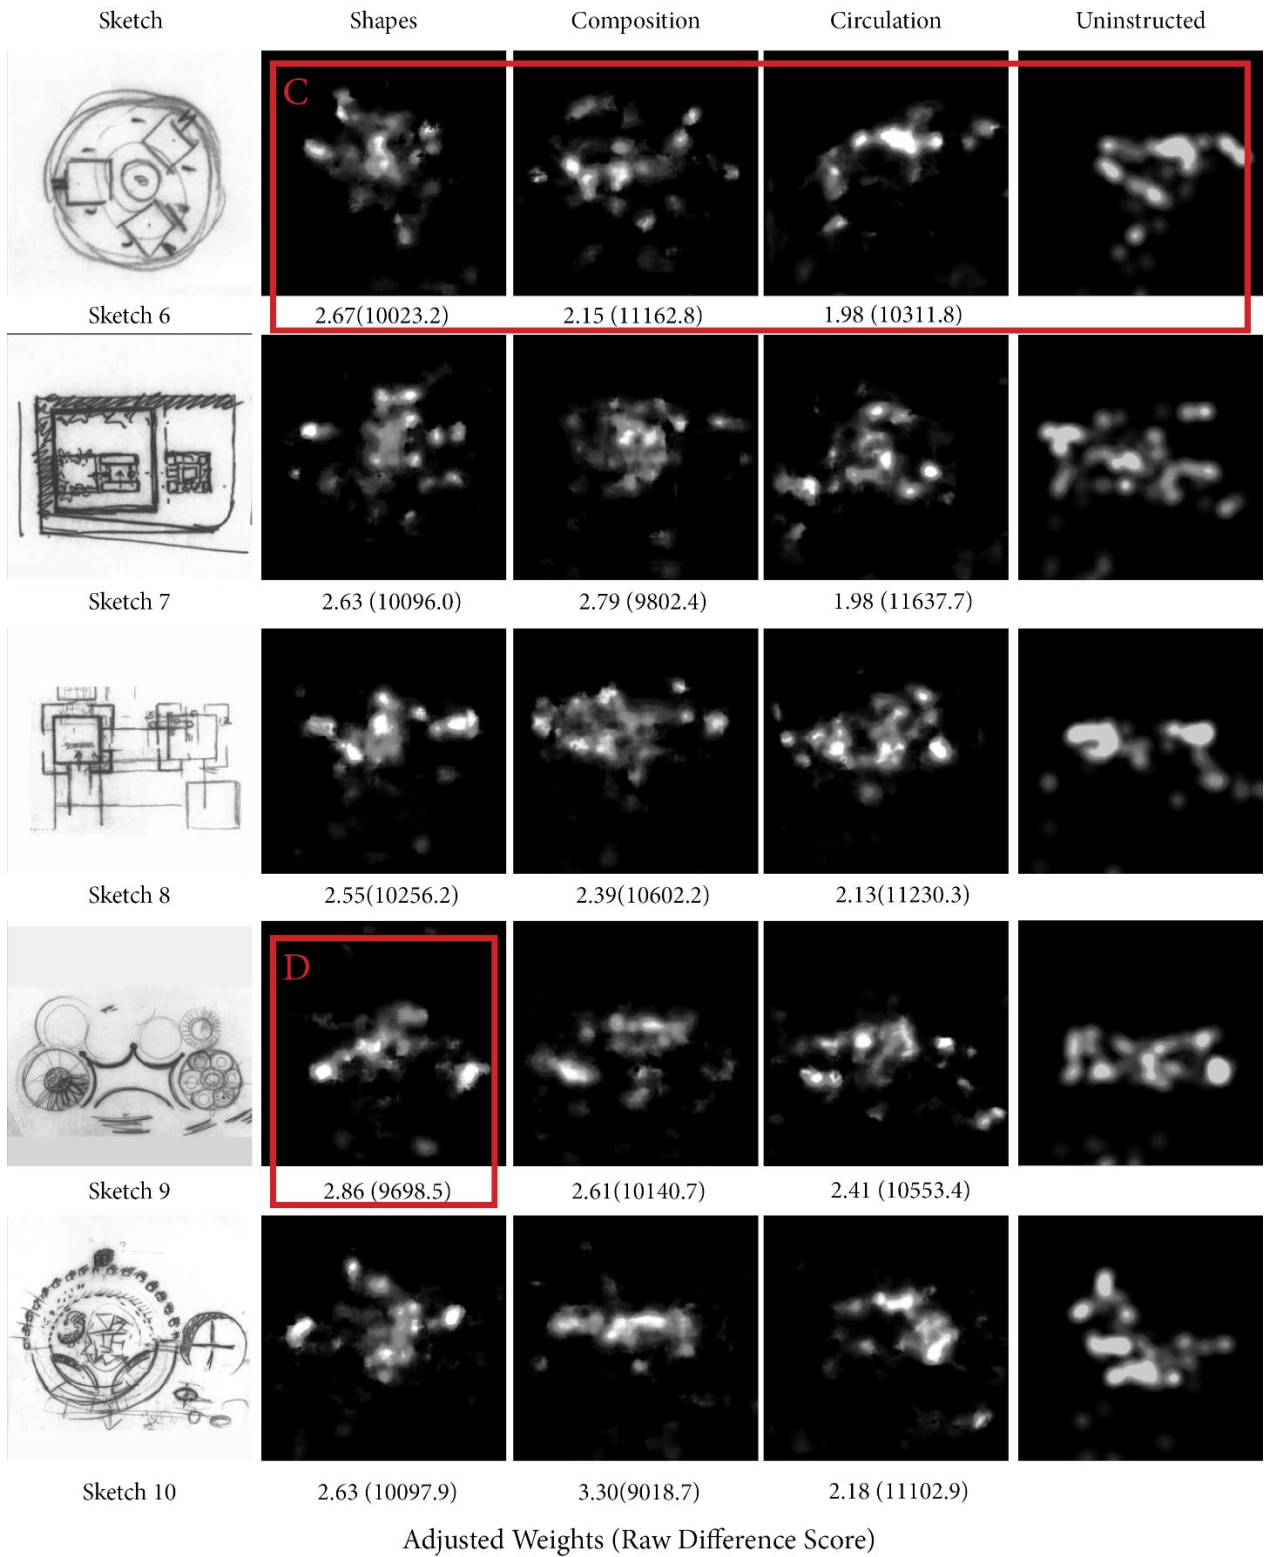 Sketch Shapes Composition Circulation Uninstructed
C
Sketch 6 2.67(10023.2) 2.15 (11162.8) 1.98 (10311.8)
Sketch 7 2.63 (10096.0) 2.79 (9802.4) 1.98 (11637.7)
Sketch 8 2.55(10256.2) 2.39(10602.2) 2.13(11230.3)
D
Sketch 9 2.86 (9698.5) 2.61(10140.7) 2.41 (10553.4)
?
Sketch 10 2.63 (10097.9) 3.30(9018.7) 2.18 (11102.9)
Adjusted Weights (Raw Difference Score)